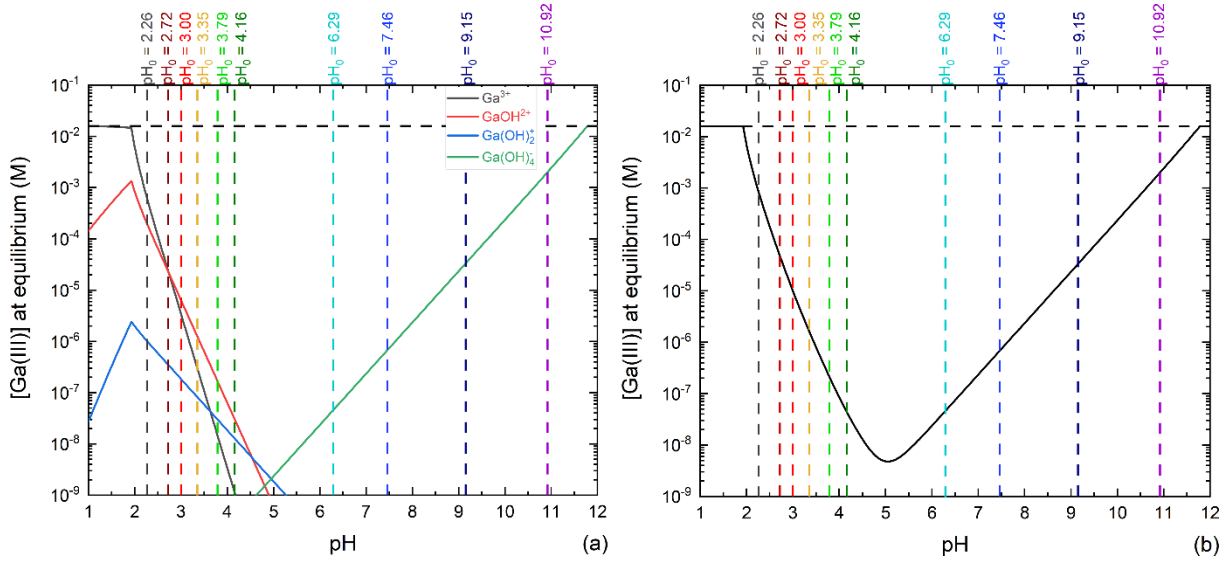 pH₀ = 2.26
pH₀ = 2.72
pH₀ = 3.00
pH₀ = 3.35
pH₀ = 3.79
pH₀ = 4.16
pH₀ = 6.29
pH₀ = 7.46
pH₀ = 9.15
pH₀ = 10.92
10⁻¹
10⁻²
10⁻³
10⁻⁴
10⁻⁵
10⁻⁶
10⁻⁷
10⁻⁸
10⁻⁹
[Ga(III)] at equilibrium (M)
Ga³⁺
GaOH²⁺
Ga(OH)₂⁺
Ga(OH)₄⁻
1 2 3 4 5 6 7 8 9 10 11 12
pH
(a)
pH₀ = 2.26
pH₀ = 2.72
pH₀ = 3.00
pH₀ = 3.35
pH₀ = 3.79
pH₀ = 4.16
pH₀ = 6.29
pH₀ = 7.46
pH₀ = 9.15
pH₀ = 10.92
10⁻¹
10⁻²
10⁻³
10⁻⁴
10⁻⁵
10⁻⁶
10⁻⁷
10⁻⁸
10⁻⁹
[Ga(III)] at equilibrium (M)
1 2 3 4 5 6 7 8 9 10 11 12
pH
(b)